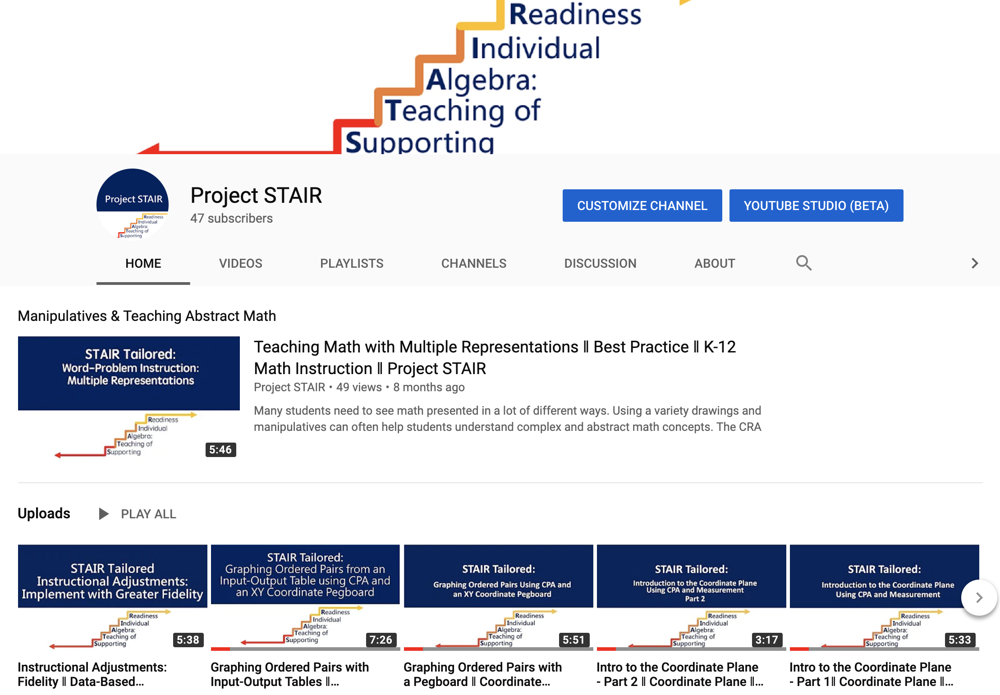 Readiness
Individual
Algebra:
Teaching of
Supporting
Project STAIR
Readiness
Individual
Algebra:
Teaching of
Supporting
Project STAIR
47 subscribers
CUSTOMIZE CHANNEL
YOUTUBE STUDIO (BETA)
HOME
VIDEOS
PLAYLISTS
CHANNELS
DISCUSSION
ABOUT
Manipulatives & Teaching Abstract Math
STAIR Tailored:
Word-Problem Instruction:
Multiple Representations
Readiness
Individual
Algebra:
Teaching of
Supporting
5:46
Teaching Math with Multiple Representations ‖ Best Practice ‖ K-12
Math Instruction ‖ Project STAIR
Project STAIR • 49 views • 8 months ago
Many students need to see math presented in a lot of different ways. Using a variety drawings and
manipulatives can often help students understand complex and abstract math concepts. The CRA
Uploads
PLAY ALL
STAIR Tailored
Instructional Adjustments:
Implement with Greater Fidelity
Readiness
Individual
Algebra:
Teaching of
Supporting
5:38
Instructional Adjustments:
Fidelity ‖ Data-Based...
STAIR Tailored:
Graphing Ordered Pairs from an
Input-Output Table using CPA and
an XY Coordinate Pegboard
Readiness
Individual
Algebra:
Teaching of
Supporting
7:26
Graphing Ordered Pairs with
Input-Output Tables ‖...
STAIR Tailored:
Graphing Ordered Pairs Using CPA and
an XY Coordinate Pegboard
Readiness
Individual
Algebra:
Teaching of
Supporting
5:51
Graphing Ordered Pairs with
a Pegboard ‖ Coordinate...
STAIR Tailored:
Introduction to the Coordinate Plane
Using CPA and Measurement
Part 2
Readiness
Individual
Algebra:
Teaching of
Supporting
3:17
Intro to the Coordinate Plane
- Part 2 ‖ Coordinate Plane ‖...
STAIR Tailored:
Introduction to the Coordinate Plane
Using CPA and Measurement
Readiness
Individual
Algebra:
Teaching of
Supporting
5:33
Intro to the Coordinate Plane
- Part 1‖ Coordinate Plane ‖...